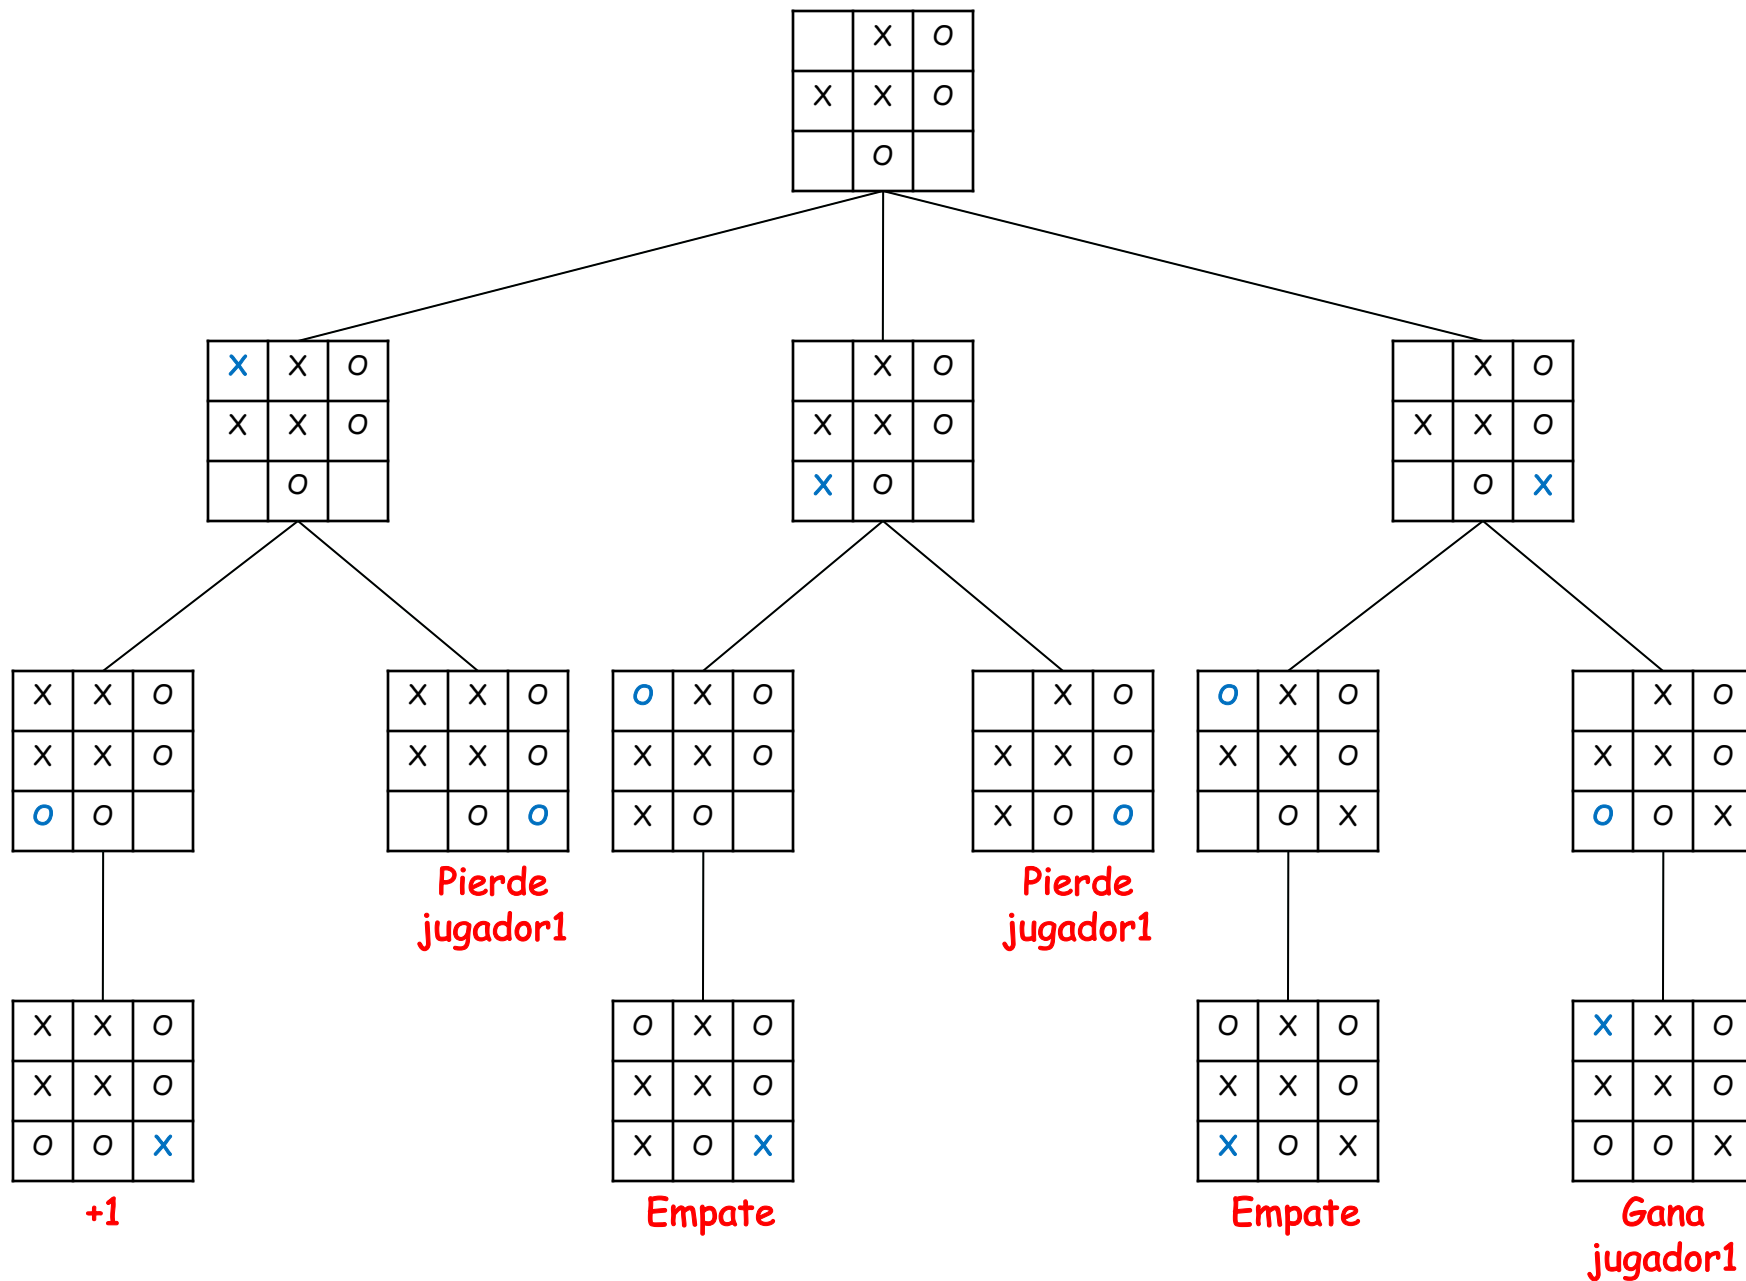 X O
X X O
O
X X O
X X O
O
X O
X X O
X O
X O
X X O
O X
X X O
X X O
O O
X X O
X X O
O O
O X O
X X O
X O
X O
X X O
X O O
O X O
X X O
O X
X O
X X O
O O X
Pierde
jugador1
Pierde
jugador1
X X O
X X O
O O X
O X O
X X O
X O X
O X O
X X O
X O X
X X O
X X O
O O X
+1
Empate
Empate
Gana
jugador1